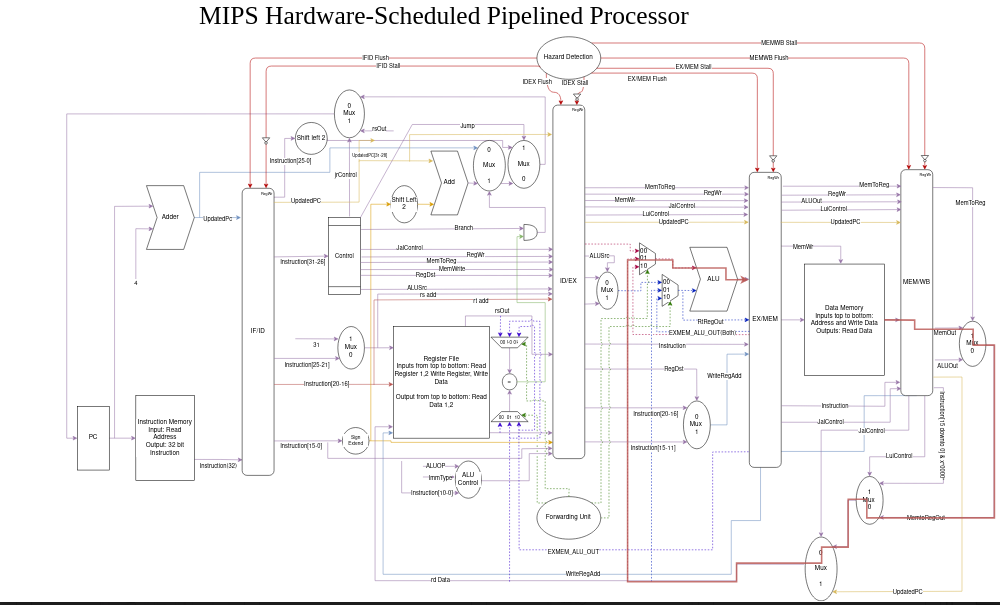 MIPS Hardware-Scheduled Pipelined Processor
MEMWB Stall
Hazard Detection
IFID Flush
MEMWB Flush
IFID Stall
EX/MEM Stall
IDEX Flush
IDEX Stall
EX/MEM Flush
0
Mux
1
rsOut
Jump
RegWr
RegWr
RegWr
RegWr
Shift left 2
Instruction[25-0]
UpdatedPC[31-28]
jrControl
0
Mux
1
1
Mux
0
Add
Shift Left
2
UpdatedPC
Adder
UpdatedPc
4
Branch
Control
Instruction[31-26]
JalControl
RegWr
MemToReg
MemWrite
RegDst
ALUSrc
rs add
rt add
MemToReg
RegWr
MemWr
JalControl
LuiControl
UpdatedPC
MemToReg
RegWr
ALUOut
LuiControl
UpdatedPC
MemToReg
MemWr
ALUSrc
00
01
10
00
01
10
0
Mux
1
ALU
ID/EX
MEM/WB
IF/ID
EX/MEM
RtRegOut
EXMEM_ALU_OUT(Both)
Data Memory
Inputs top to bottom:
Address and Write Data
Outputs: Read Data
MemOut
1
Mux
0
ALUOut
31
1
Mux
0
Instruction[25-21]
Instruction[20-16]
Register File
Inputs from top to bottom: Read
Register 1,2 Write Register, Write
Data
Output from top to bottom: Read
Data 1,2
rsOut
00 10 01
=
00 01 10
Instruction
RegDst
WriteRegAdd
Instruction[20-16]
0
Mux
1
Instruction[15-11]
Instruction
JalControl
JalControl
LuiControl
Instruction[15 downto 0] & x"0000"
PC
Instruction Memory
Input: Read
Address
Output: 32 bit
Instruction
Instruction(32)
Instruction[15-0]
Sign
Extend
ALUOP
ImmType
Instruction[10-0]
ALU
Control
Forwarding Unit
EXMEM_ALU_OUT
WriteRegAdd
rd Data
1
Mux
0
MemtoRegOut
0
Mux
1
UpdatedPC